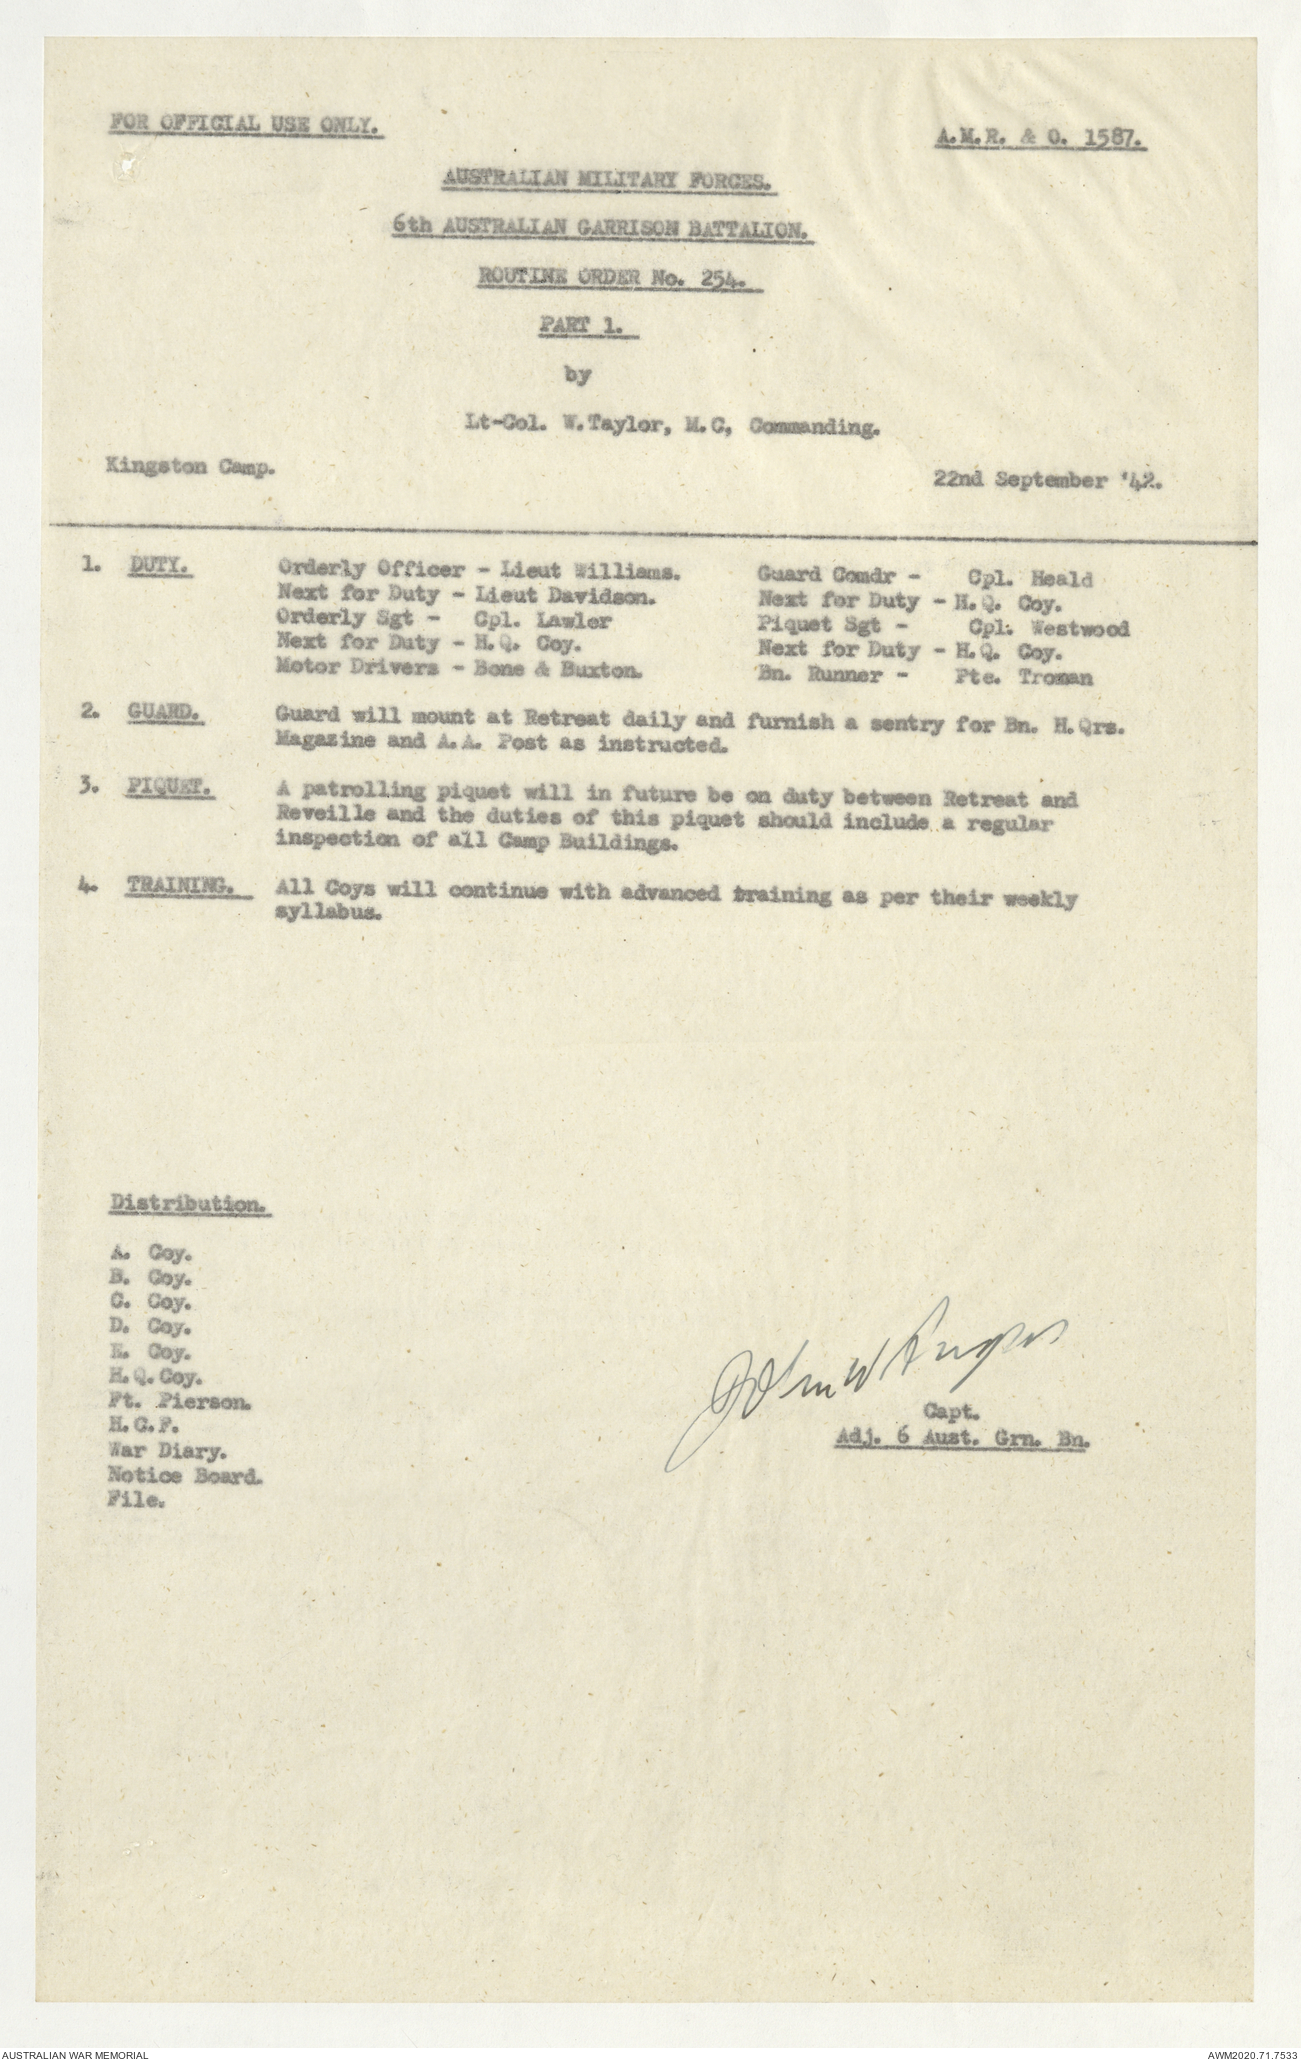 FOR OFFICIAL USE ONLY.
A.M.R. & O. 1587.
AUSTRALIAN MILITARY FORCES.
6th AUSTRALIAN GARRISON BATTALION.
ROUTINE ORDER No. 254.
PART 1.
by
Lt-Col. W.Taylor, M.C, Commanding.
Kingston Camp.
22nd September '42.
1. DUTY. Orderly Officer - Lieut Williams. Guard Comdr - Cpl. Heald
Next for Duty - Lieut Davidson. Next for Duty - H.Q. Coy.
Orderly Sgt - Cpl. Lawler Piquet Sgt - Cpl. Westwood
Next for Duty - H.Q. Coy. Next for Duty - H.Q. Coy.
Motor Drivers - Bone & Buxton. Bn. Runner - Pte. Troman
2. GUARD. Guard will mount at Retreat daily and furnish a sentry for Bn. H.Qrs.
Magazine and A.A. Post as instructed.
3. PIQUET. A patrolling piquet will in future be on duty between Retreat and
Reveille and the duties of this piquet should include a regular
inspection of all Camp Buildings.
4. TRAINING. All Coys will continue with advanced training as per their weekly
syllabus.
Distribution.
A. Coy.
B. Coy.
C. Coy.
D. Coy.
E. Coy.
H.Q.Coy.
Ft. Pierson.
H.C.F.
War Diary.
Notice Board.
File.
John W Angus
Capt.
Adj. 6 Aust. Grn. Bn.
AUSTRALIAN WAR MEMORIAL
AWM2020.71.7533